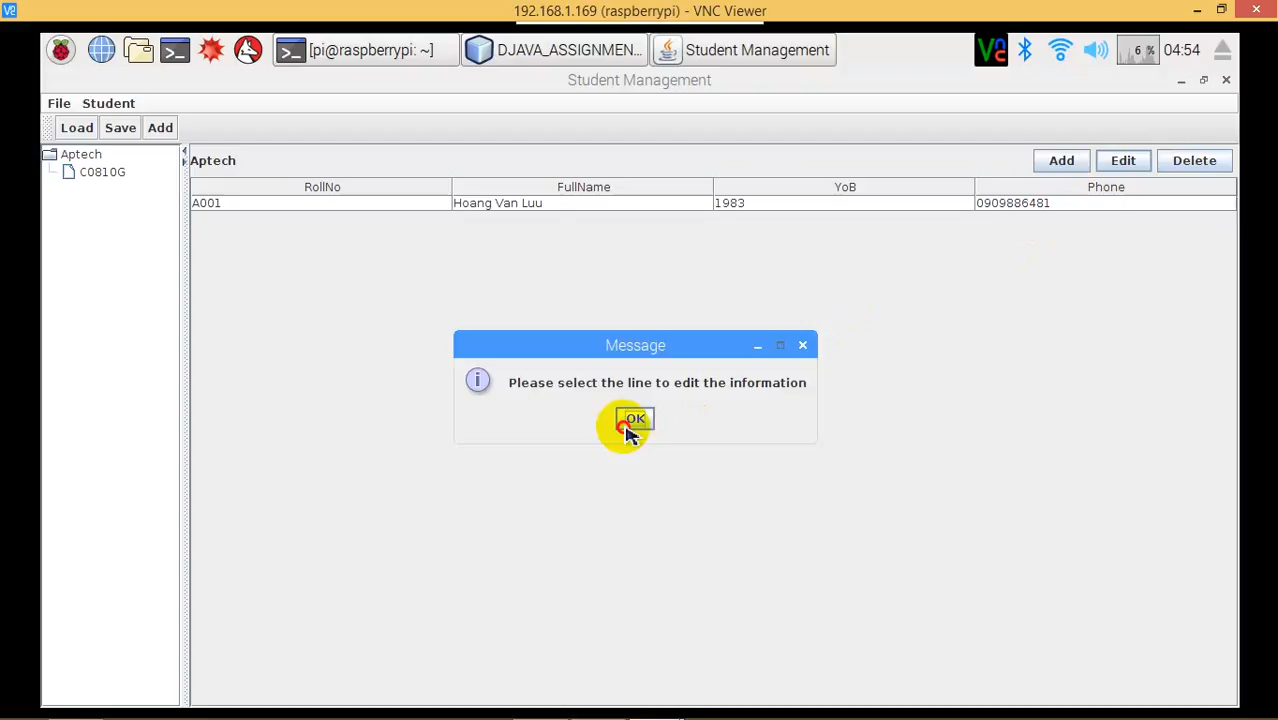 192.168.1.169 (raspberrypi) - VNC Viewer
[pi@raspberrypi: ~]
DJAVA_ASSIGNMEN...
Student Management
6 %
04:54
Student Management
File Student
Load Save Add
Aptech
C0810G
Aptech
Add Edit Delete
RollNo FullName YoB Phone
A001 Hoang Van Luu 1983 0909886481
Message
Please select the line to edit the information
OK